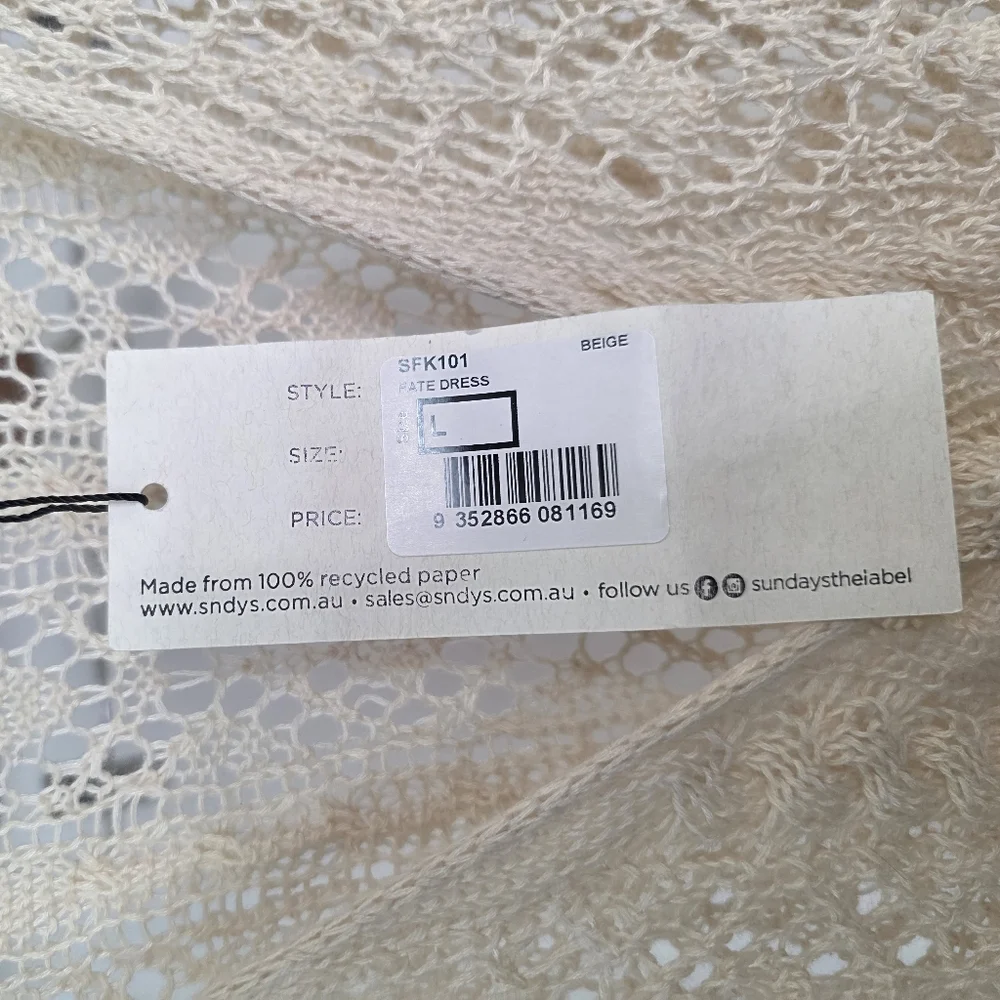 BEIGE
STYLE: SFK101
FATE DRESS
SIZE: L
9 352866 081169
PRICE:
Made from 100% recycled paper
www.sndys.com.au • sales@sndys.com.au • follow us sundaysthelabel